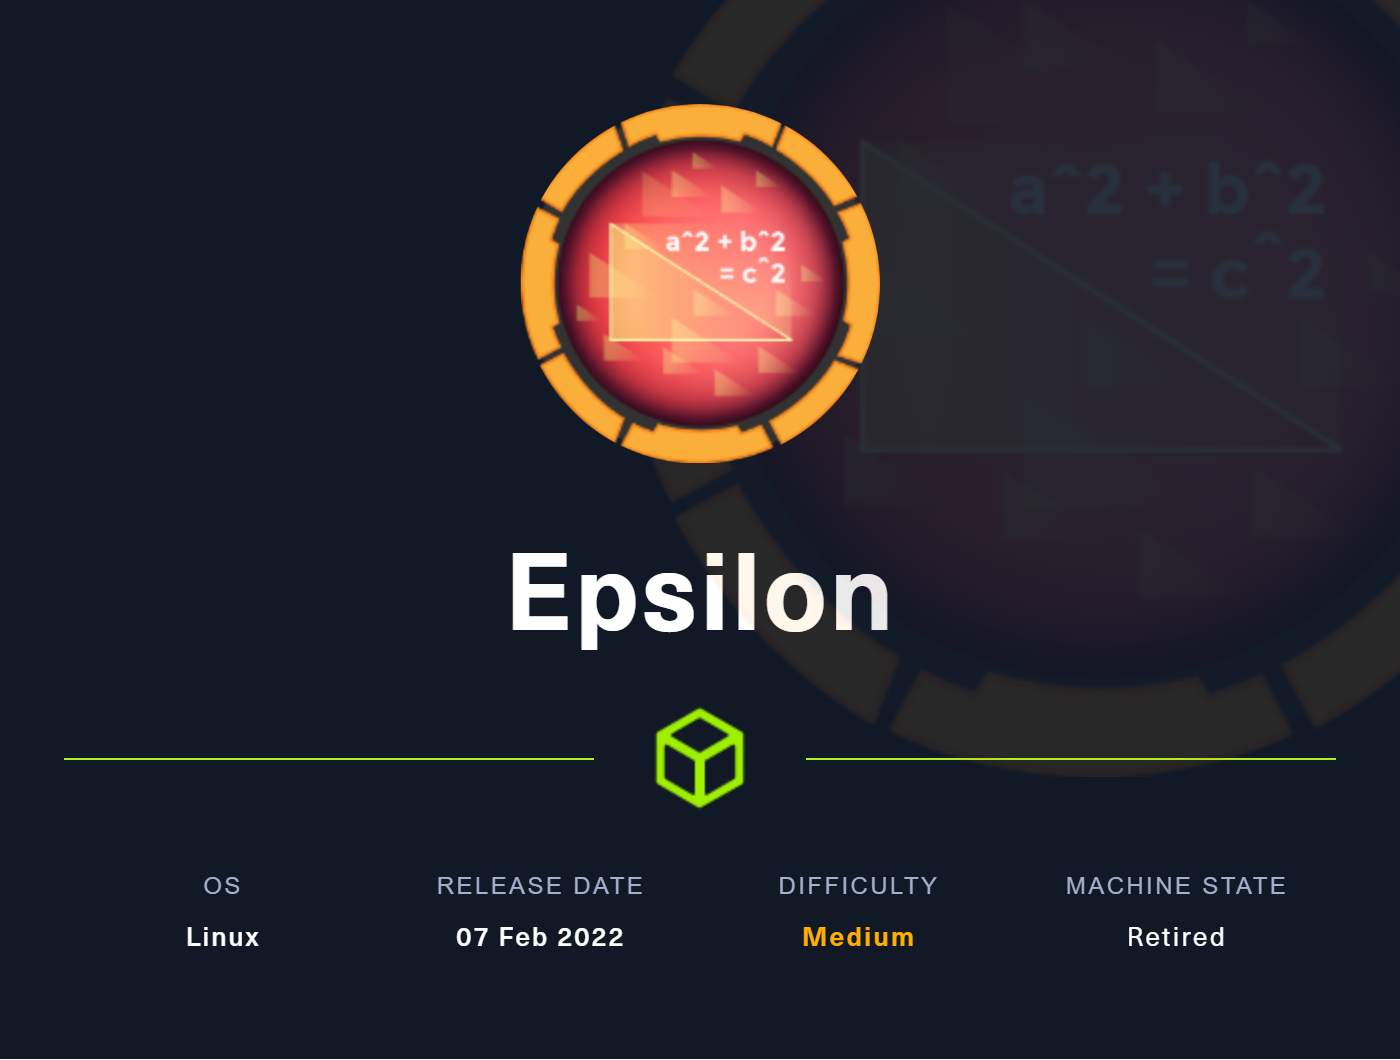 a^2 + b^2
= c^2
a^2 + b^2
= c^2
Epsilon
OS
RELEASE DATE
DIFFICULTY
MACHINE STATE
Linux
07 Feb 2022
Medium
Retired